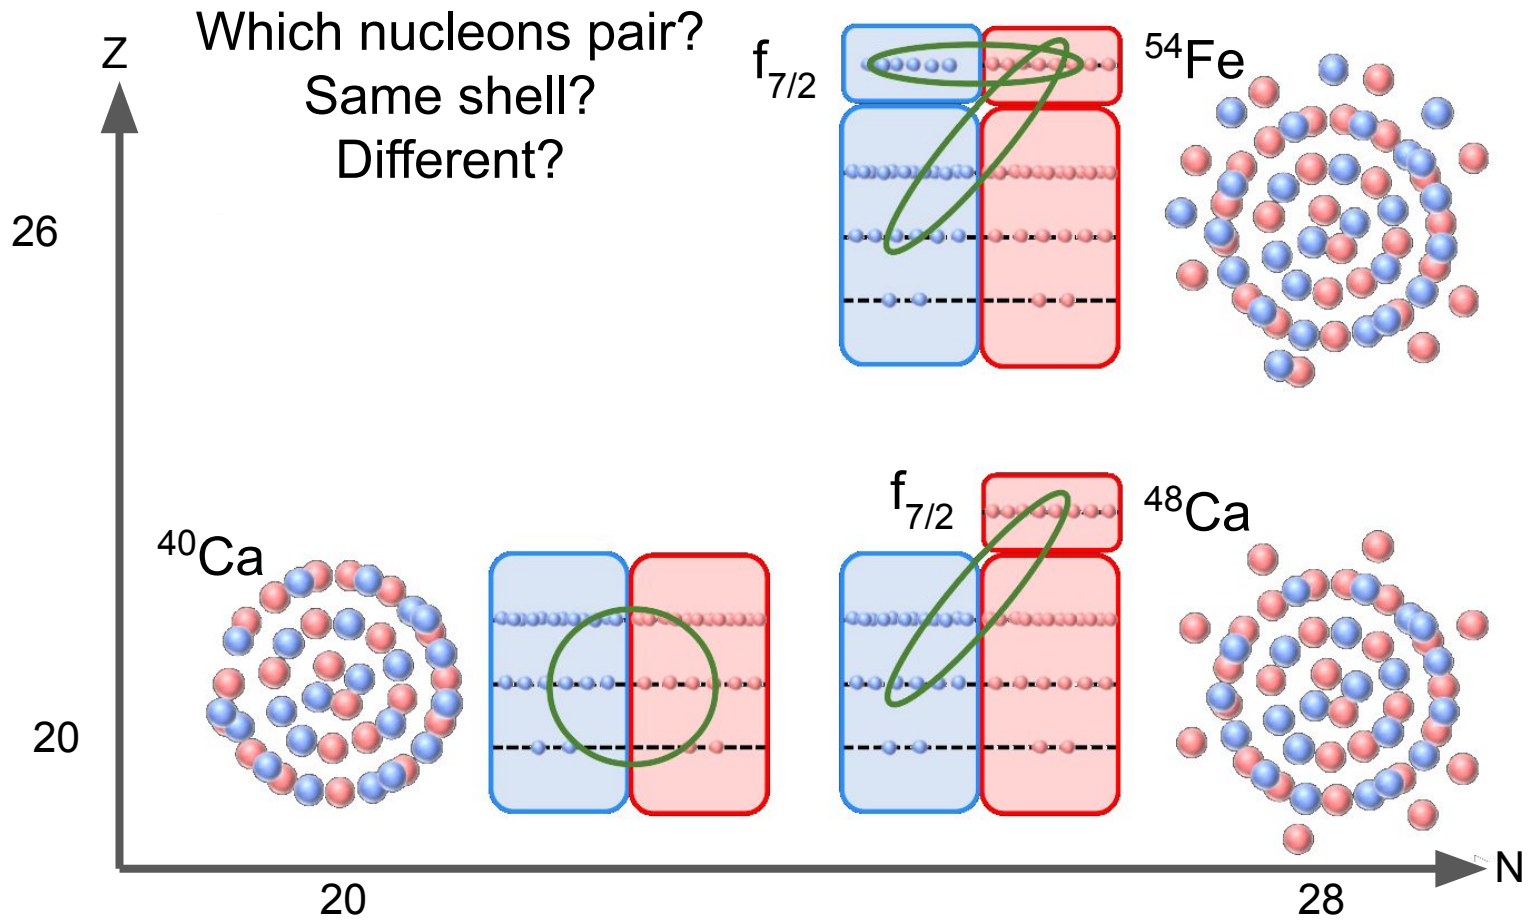 Which nucleons pair?
Same shell?
Different?
Z
f7/2
54Fe
26
40Ca
f7/2
48Ca
20
20
28
N